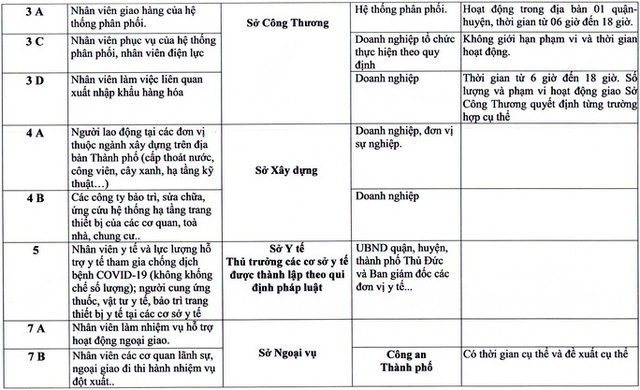 3 A
Nhân viên giao hàng của hệ
thống phân phối.
Sở Công Thương
Hệ thống phân phối.
Hoạt động trong địa bàn 01 quận-
huyện, thời gian từ 06 giờ đến 18 giờ.
3 C
Nhân viên phục vụ của hệ thống
phân phối, nhân viên điện lực
Doanh nghiệp tổ chức
thực hiện theo quy
định
Không giới hạn phạm vi và thời gian
hoạt động.
3 D
Nhân viên làm việc liên quan
xuất nhập khẩu hàng hóa
Doanh nghiệp
Thời gian từ 6 giờ đến 18 giờ. Số
lượng và phạm vi hoạt động giao Sở
Công Thương quyết định từng trường
hợp cụ thể
4 A
Người lao động tại các đơn vị
thuộc ngành xây dựng trên địa
bàn Thành phố (cấp thoát nước,
công viên, cây xanh, hạ tầng kỹ
thuật…)
Sở Xây dựng
Doanh nghiệp, đơn vị
sự nghiệp.
4 B
Các công ty bảo trì, sửa chữa,
ứng cứu hệ thống hạ tầng trang
thiết bị của các cơ quan, toà
nhà, chung cư..
Doanh nghiệp
5
Nhân viên y tế và lực lượng hỗ
trợ y tế tham gia chống dịch
bệnh COVID-19 (không khống
chế số lượng); người cung ứng
thuốc, vật tư y tế, bảo trì trang
thiết bị y tế tại các cơ sở y tế
Sở Y tế
Thủ trưởng các cơ sở y tế
được thành lập theo qui
định pháp luật
UBND quận, huyện,
thành phố Thủ Đức
và Ban giám đốc các
đơn vị y tế...
7 A
Nhân viên làm nhiệm vụ hỗ trợ
hoạt động ngoại giao.
Sở Ngoại vụ
7 B
Nhân viên các cơ quan lãnh sự,
ngoại giao đi thi hành nhiệm vụ
đột xuất..
Công an
Thành phố
Có thời gian cụ thể và đề xuất cụ thể